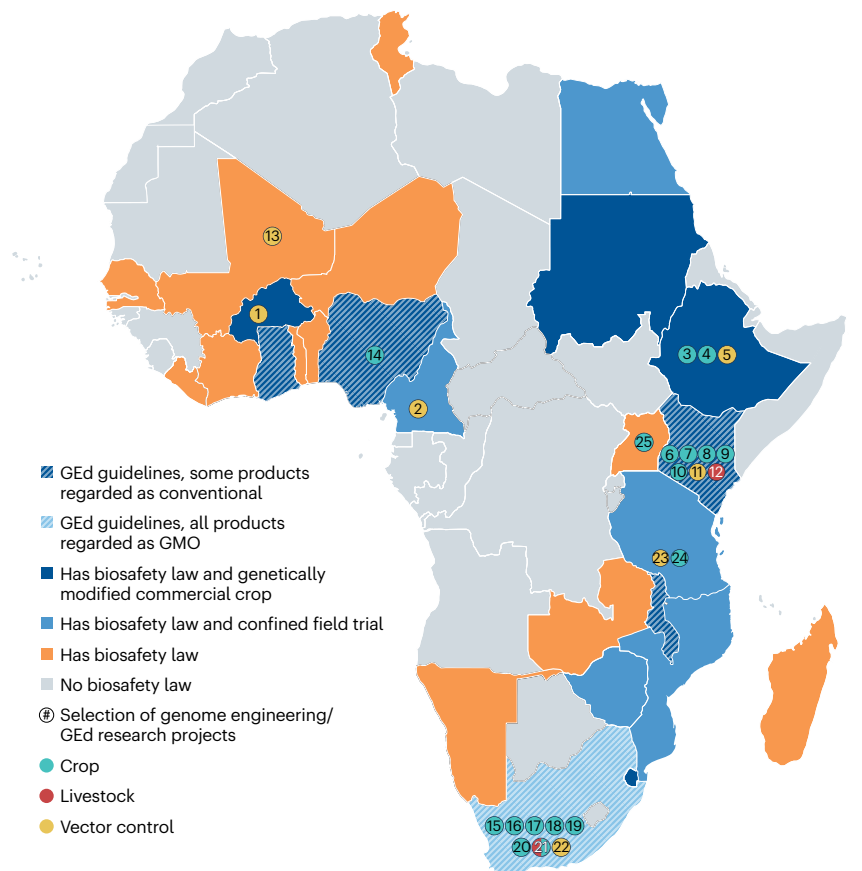 13
1
14
2
3 4 5
25
6 7 8 9
10 11 12
23 24
15 16 17 18 19
20 21 22
GEd guidelines, some products
regarded as conventional
GEd guidelines, all products
regarded as GMO
Has biosafety law and genetically
modified commercial crop
Has biosafety law and confined field trial
Has biosafety law
No biosafety law
# Selection of genome engineering/
GEd research projects
Crop
Livestock
Vector control